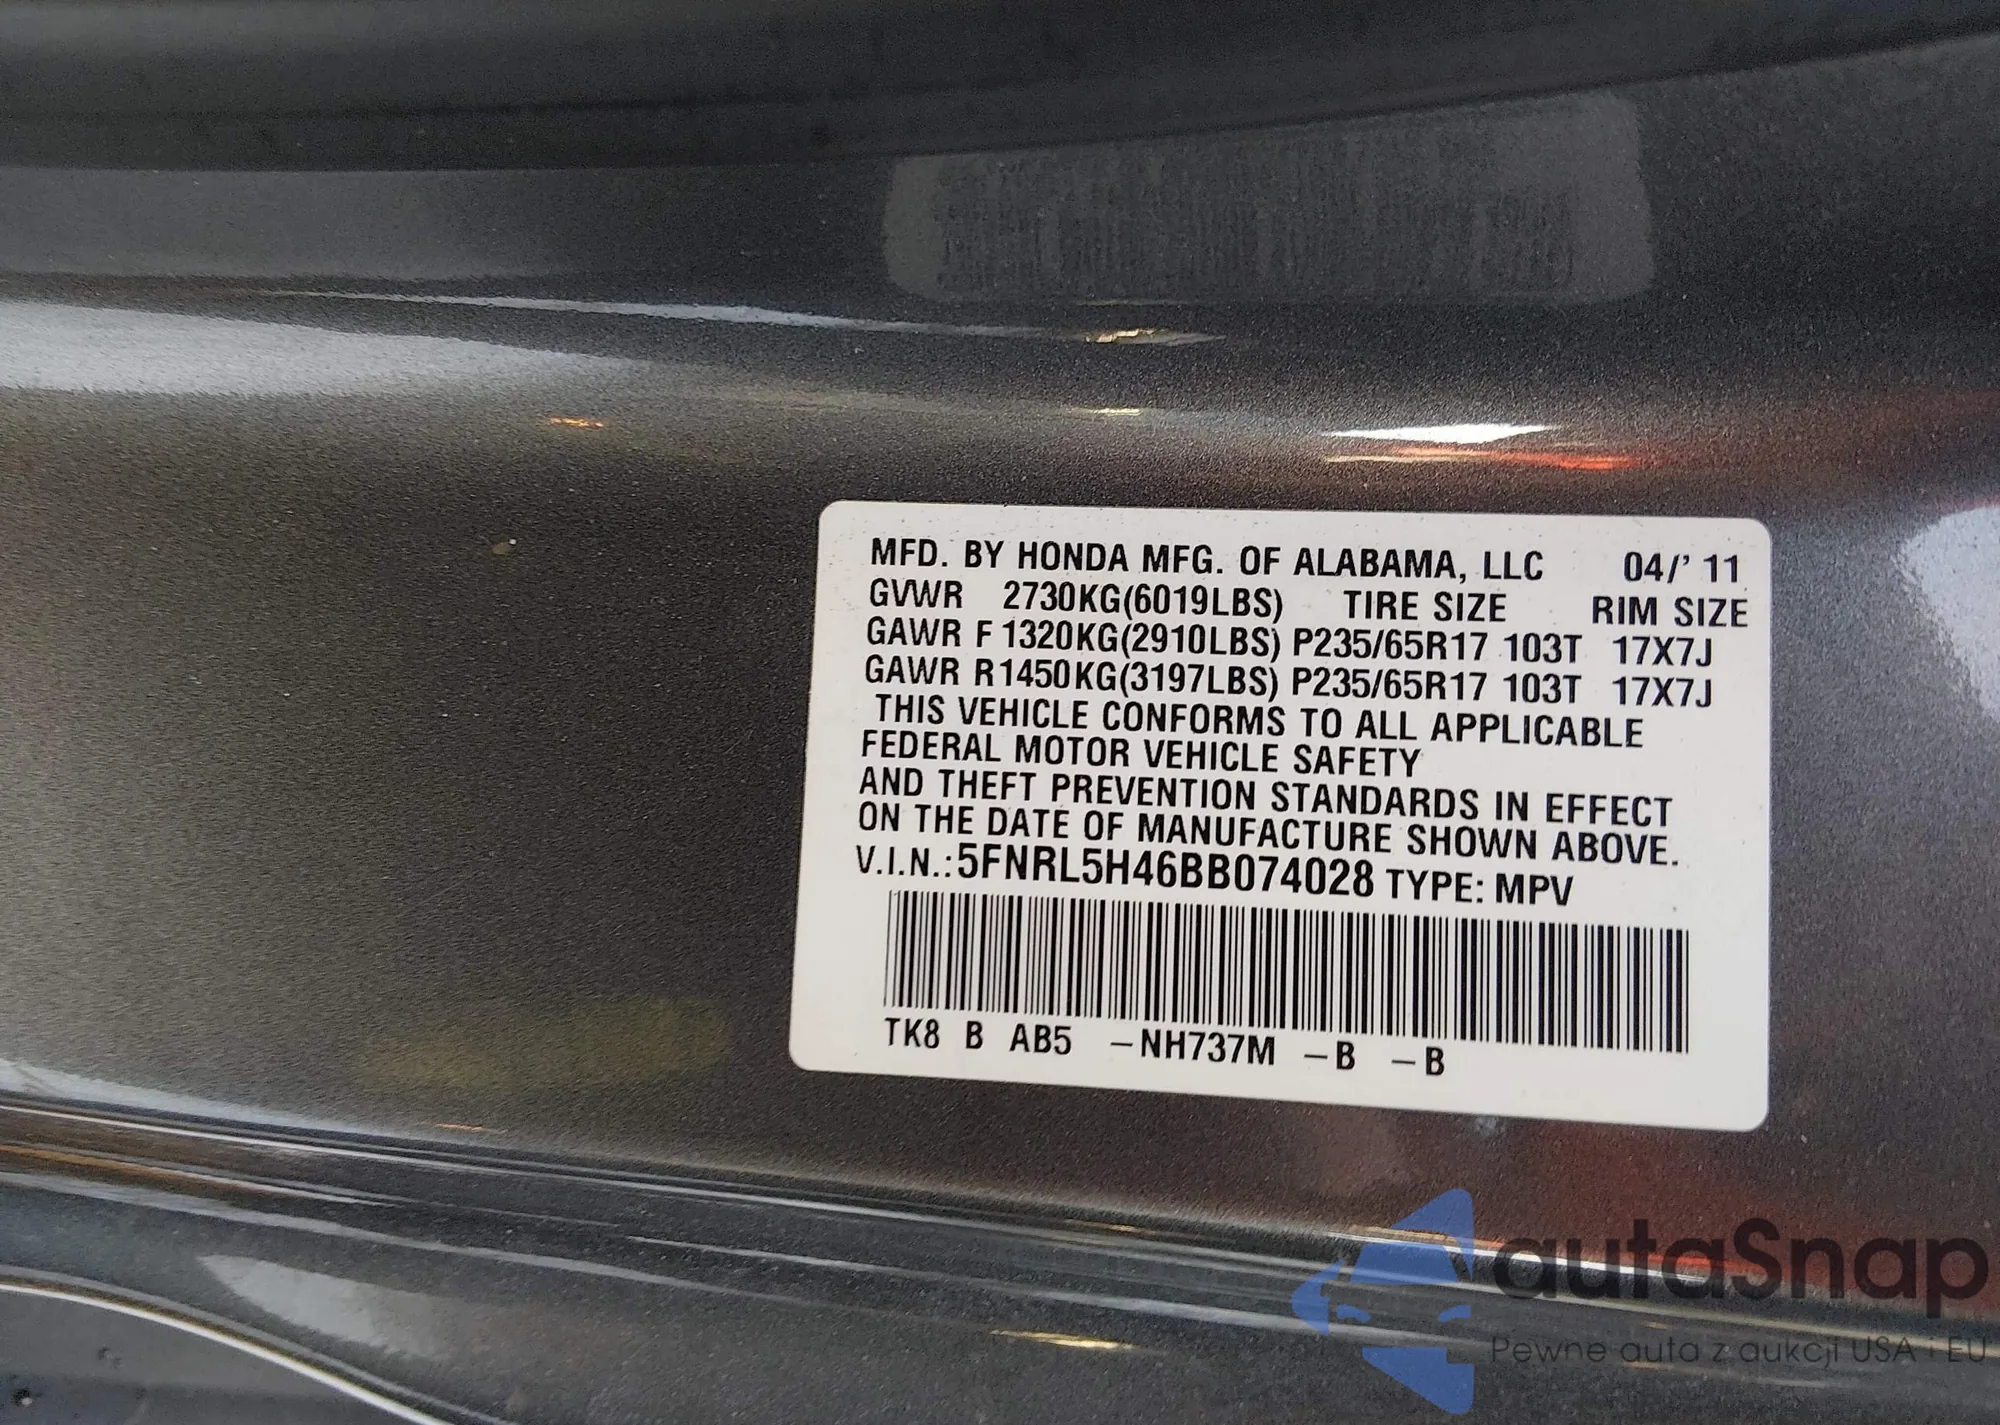 MFD. BY HONDA MFG. OF ALABAMA, LLC 04/' 11
GVWR 2730KG(6019LBS) TIRE SIZE RIM SIZE
GAWR F 1320KG(2910LBS) P235/65R17 103T 17X7J
GAWR R1450KG(3197LBS) P235/65R17 103T 17X7J
THIS VEHICLE CONFORMS TO ALL APPLICABLE
FEDERAL MOTOR VEHICLE SAFETY
AND THEFT PREVENTION STANDARDS IN EFFECT
ON THE DATE OF MANUFACTURE SHOWN ABOVE.
V.I.N.: 5FNRL5H46BB074028 TYPE: MPV
TK8 B AB5 -NH737M -B -B
autaSnap
Pewne auta z aukcji USA i EU